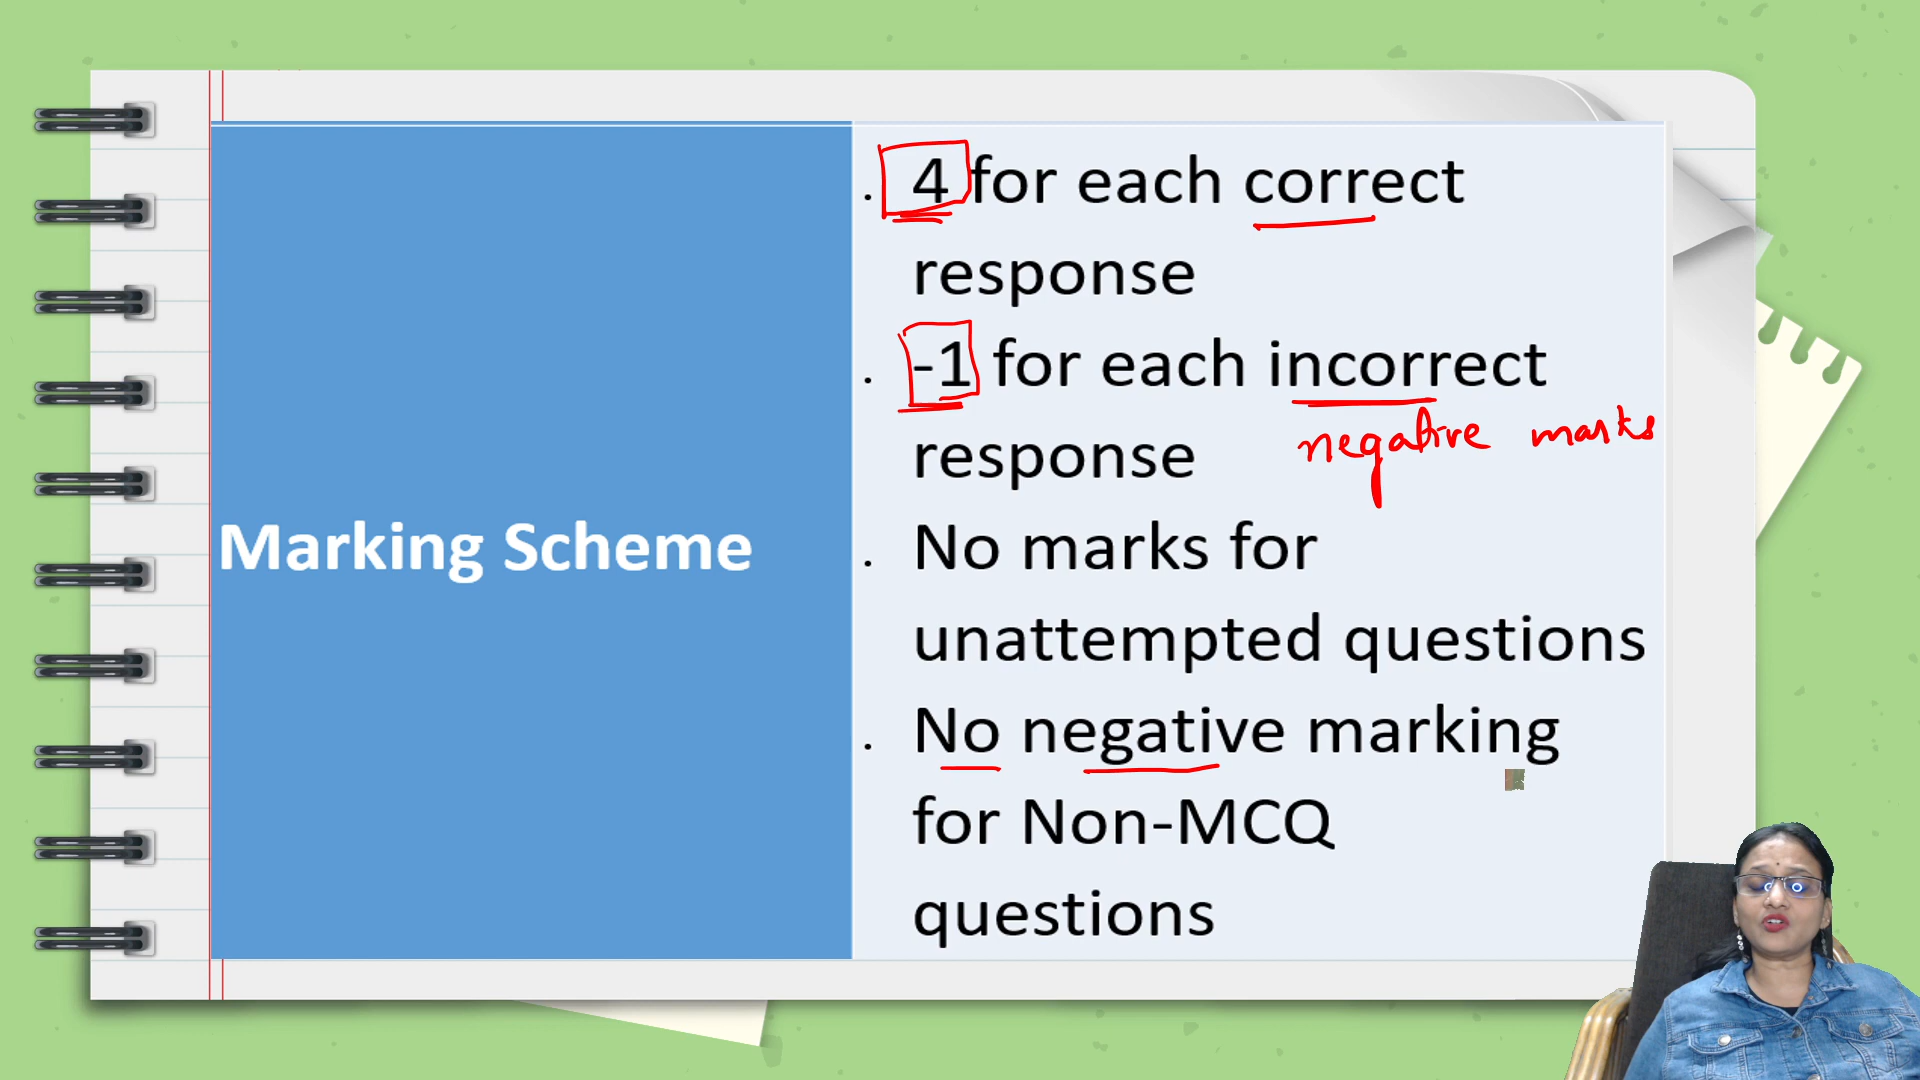 Marking Scheme
. 4 for each correct
response
. -1 for each incorrect
negative marks
response
. No marks for
unattempted questions
. No negative marking
for Non-MCQ
questions